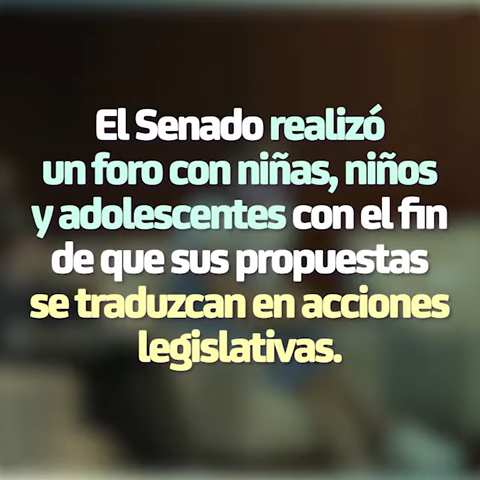 El Senado realizó
un foro con niñas, niños
y adolescentes con el fin
de que sus propuestas
se traduzcan en acciones
legislativas.